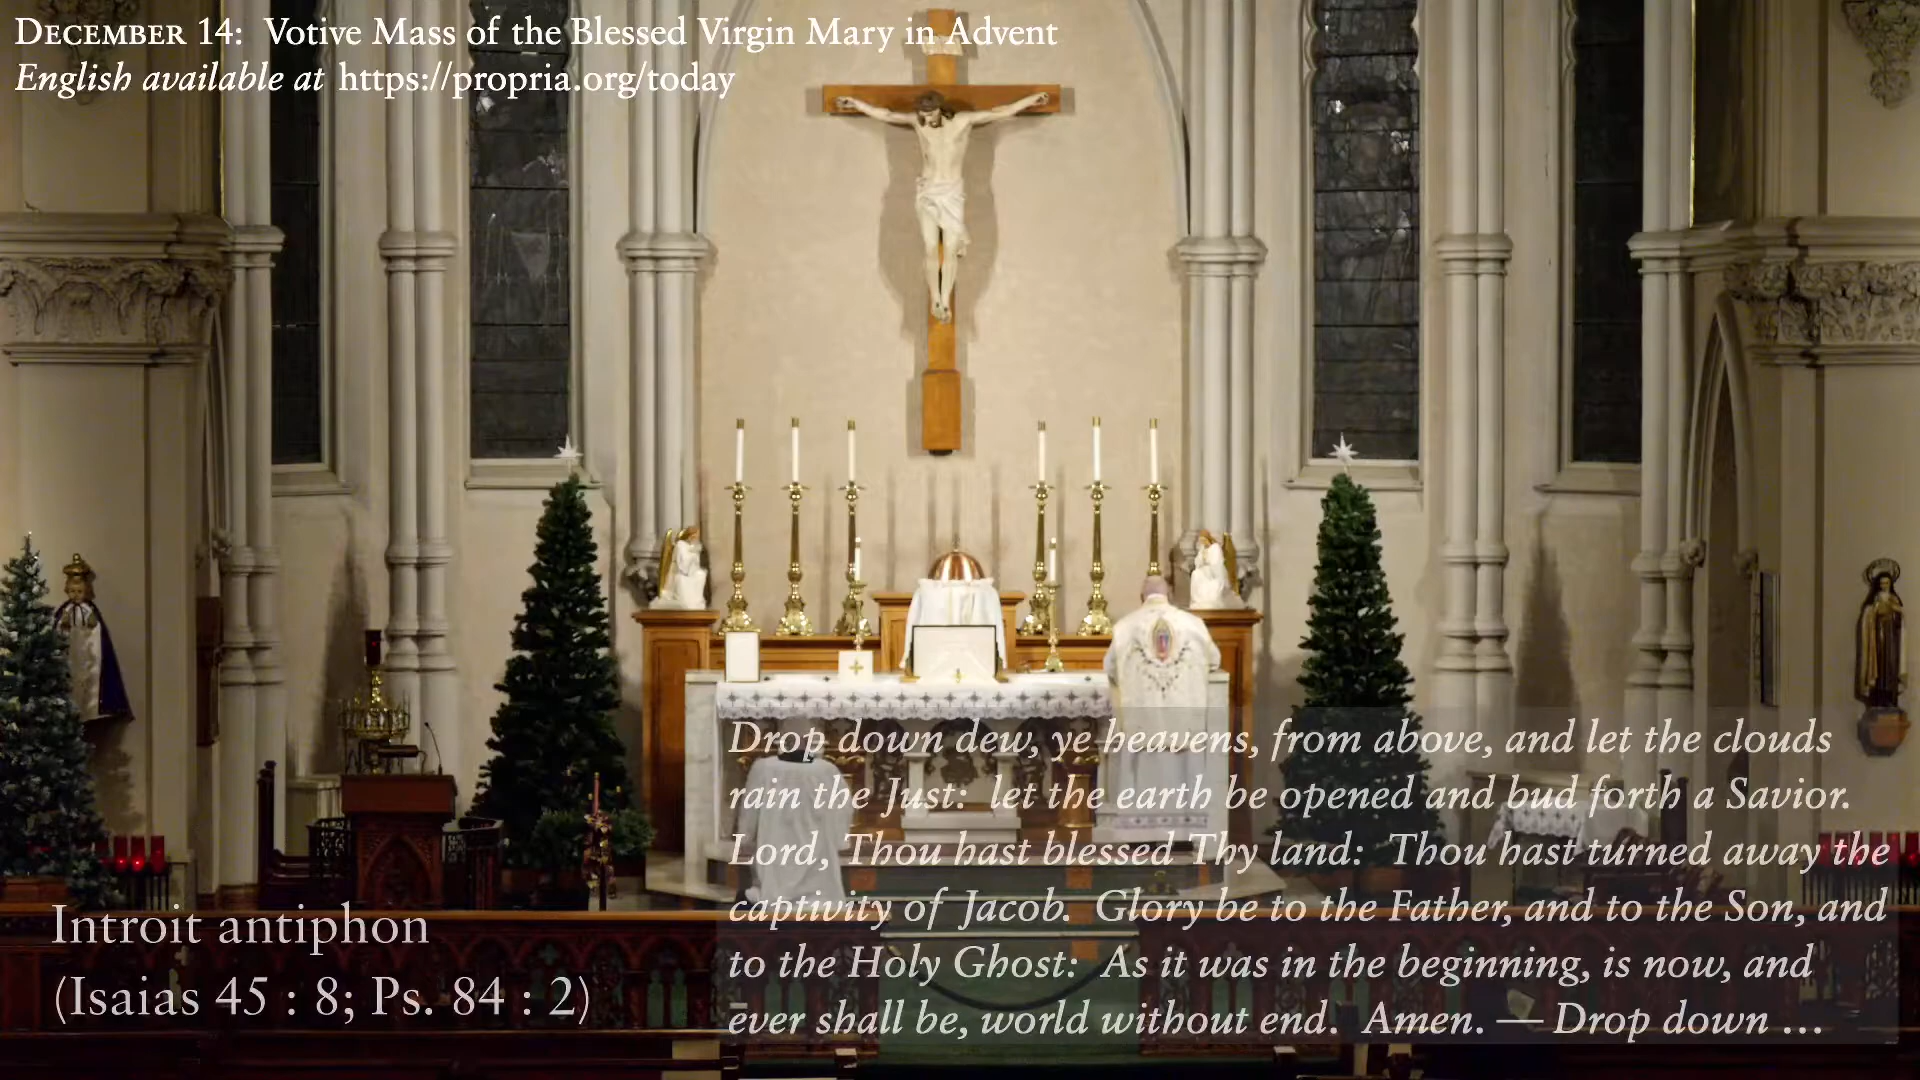 DECEMBER 14: Votive Mass of the Blessed Virgin Mary in Advent
English available at https://propria.org/today
Drop down dew, ye heavens, from above, and let the clouds
rain the Just: let the earth be opened and bud forth a Savior.
Lord, Thou hast blessed Thy land: Thou hast turned away the
captivity of Jacob. Glory be to the Father, and to the Son, and
to the Holy Ghost: As it was in the beginning, is now, and
ever shall be, world without end. Amen. — Drop down …
Introit antiphon
(Isaias 45 : 8; Ps. 84 : 2)